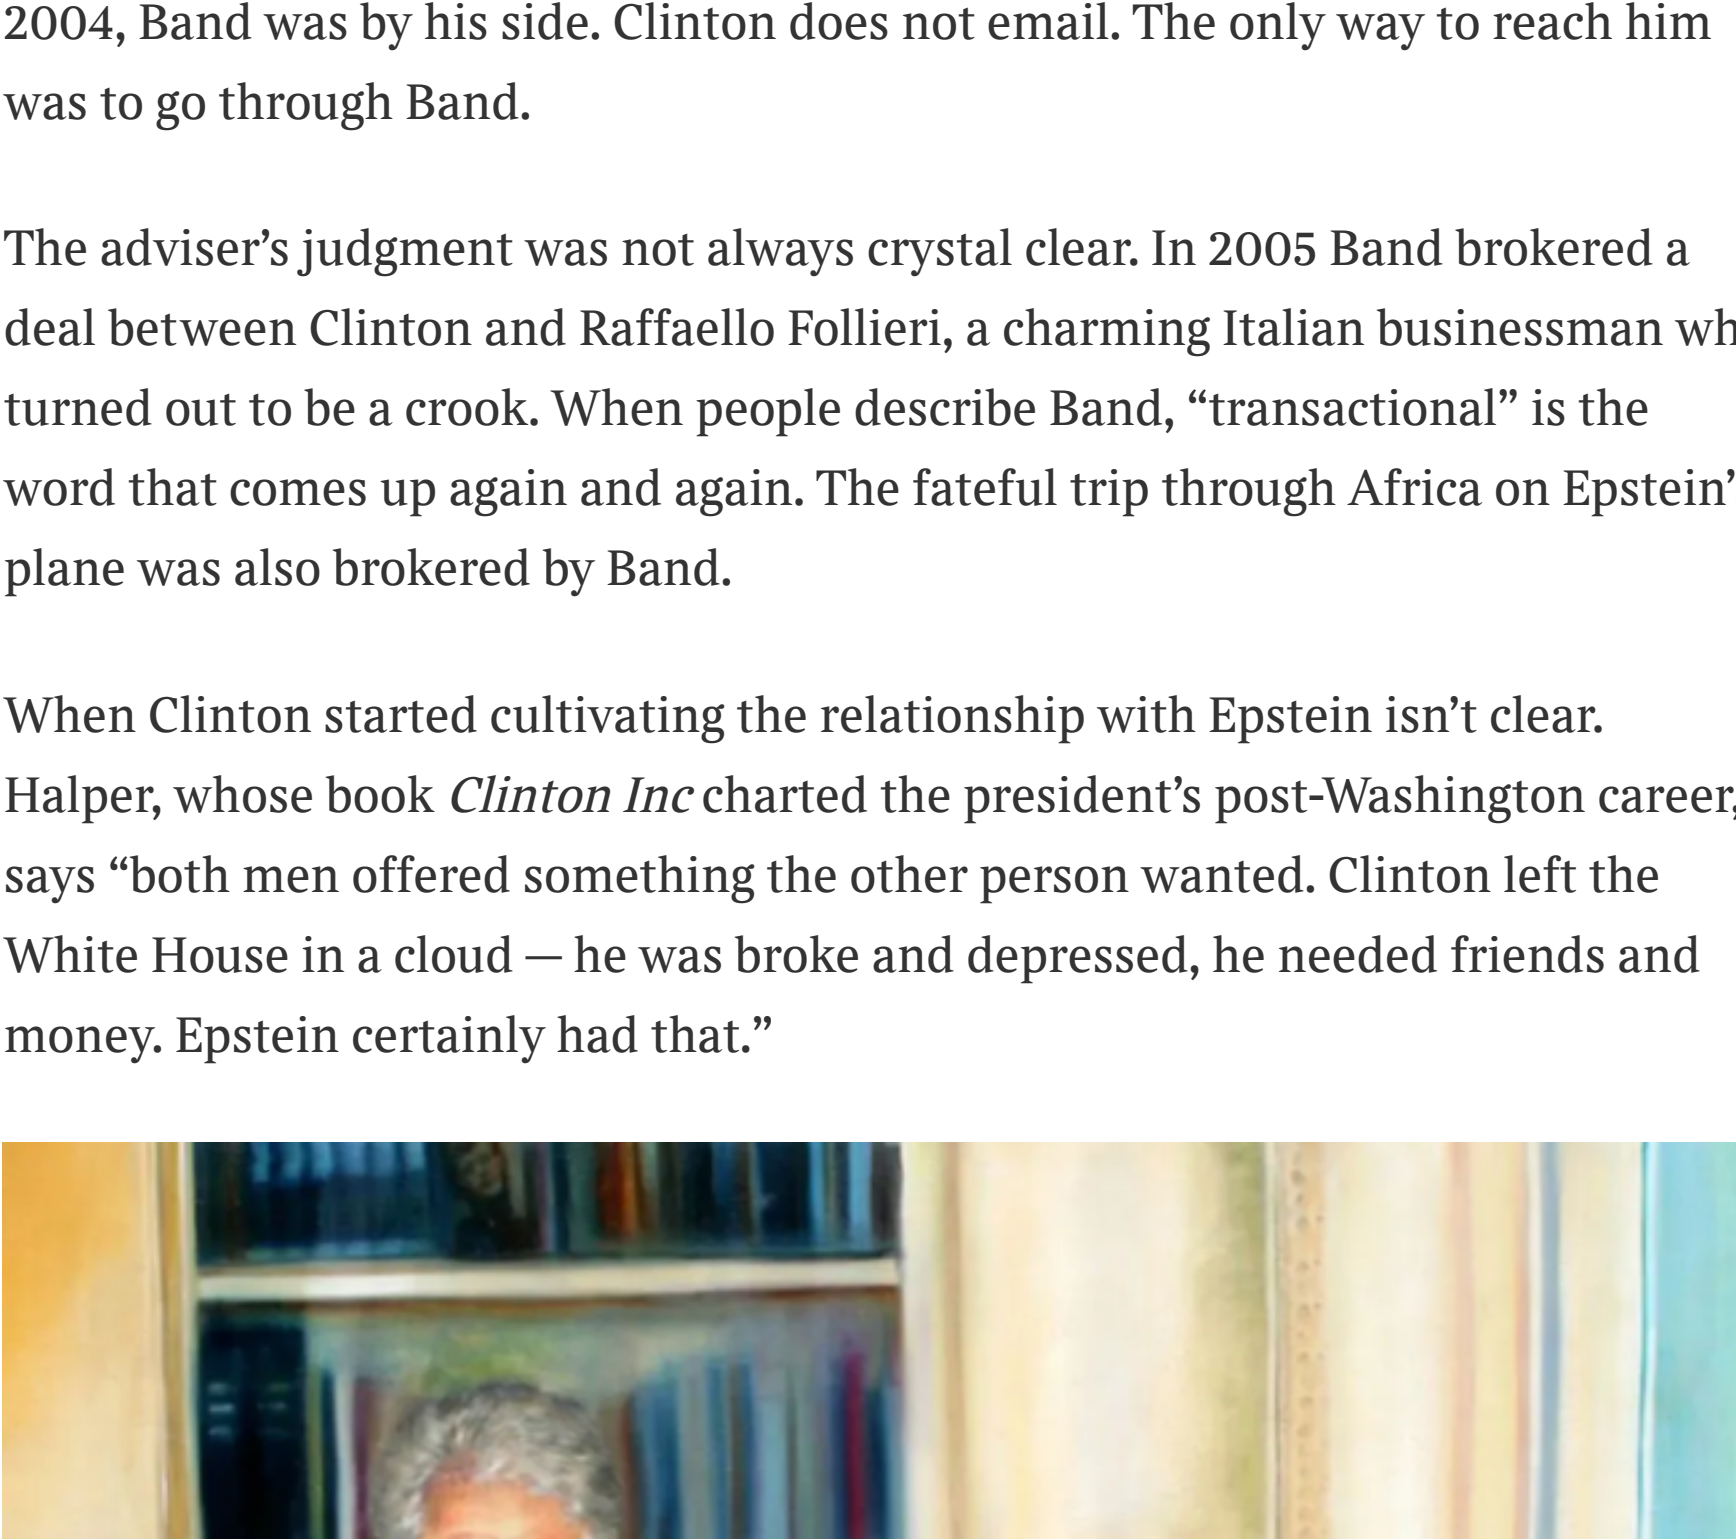 2004, Band was by his side. Clinton does not email. The only way to reach him
was to go through Band.
The adviser’s judgment was not always crystal clear. In 2005 Band brokered a
deal between Clinton and Raffaello Follieri, a charming Italian businessman wh
turned out to be a crook. When people describe Band, “transactional” is the
word that comes up again and again. The fateful trip through Africa on Epstein’
plane was also brokered by Band.
When Clinton started cultivating the relationship with Epstein isn’t clear.
Halper, whose book Clinton Inc charted the president’s post-Washington career,
says “both men offered something the other person wanted. Clinton left the
White House in a cloud — he was broke and depressed, he needed friends and
money. Epstein certainly had that.”